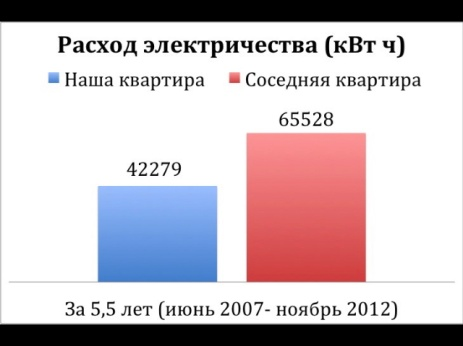 Расход электричества (кВт ч)
Наша квартира Соседняя квартира
65528
42279
За 5,5 лет (июнь 2007- ноябрь 2012)